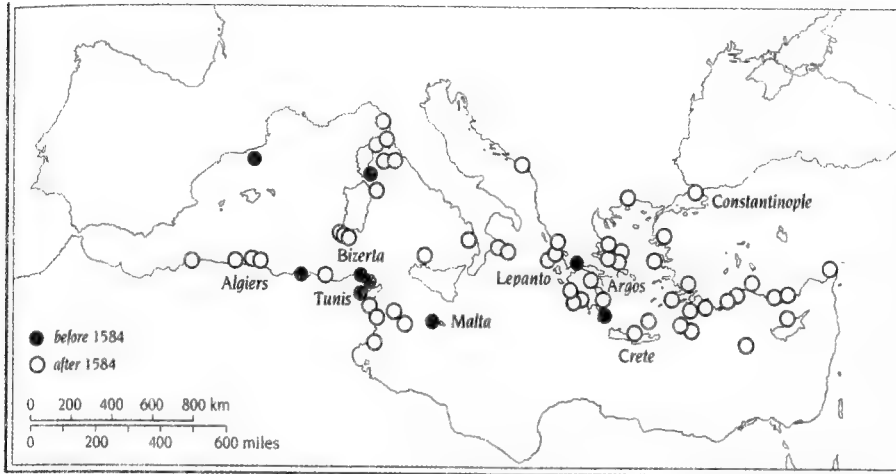 Constantinople
Bizerta
Lepanto
Argos
Algiers
Tunis
Malta
Crete
before 1584
after 1584
0 200 400 600 800 km
0 200 400 600 miles